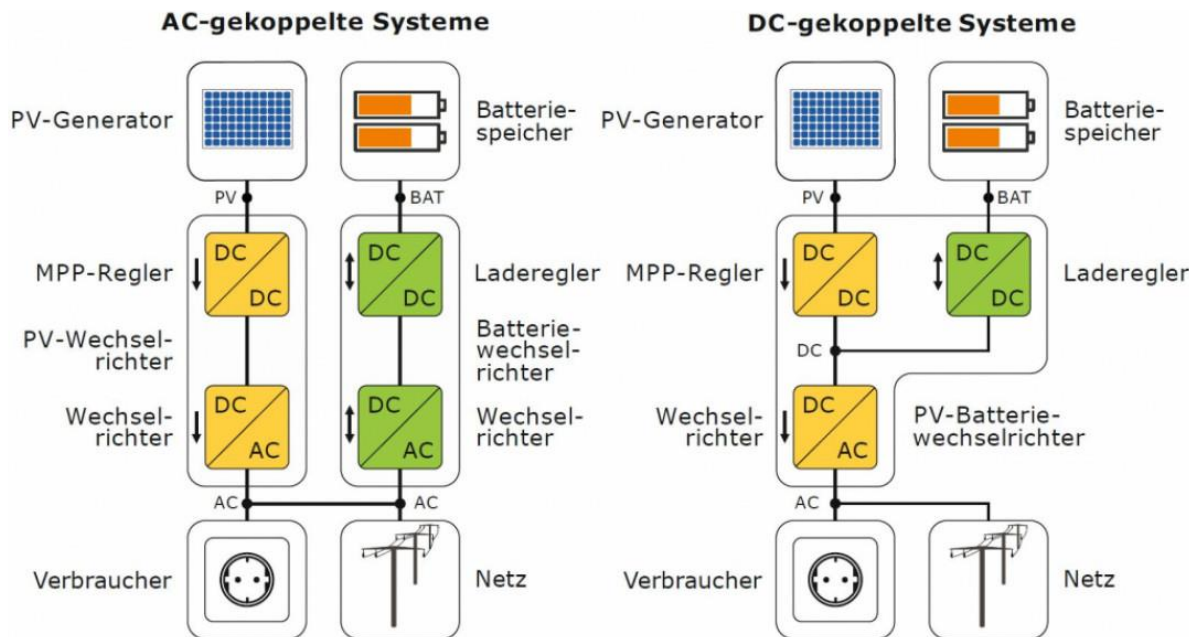 AC-gekoppelte Systeme
PV-Generator
Batterie-
speicher
PV
BAT
MPP-Regler
DC
DC
DC
DC
Laderegler
PV-Wechsel-
richter
Batterie-
wechsel-
richter
Wechsel-
richter
DC
AC
DC
AC
Wechsel-
richter
AC
AC
Verbraucher
Netz
DC-gekoppelte Systeme
PV-Generator
Batterie-
speicher
PV
BAT
MPP-Regler
DC
DC
DC
DC
Laderegler
DC
Wechsel-
richter
DC
AC
PV-Batterie-
wechselrichter
AC
Verbraucher
Netz